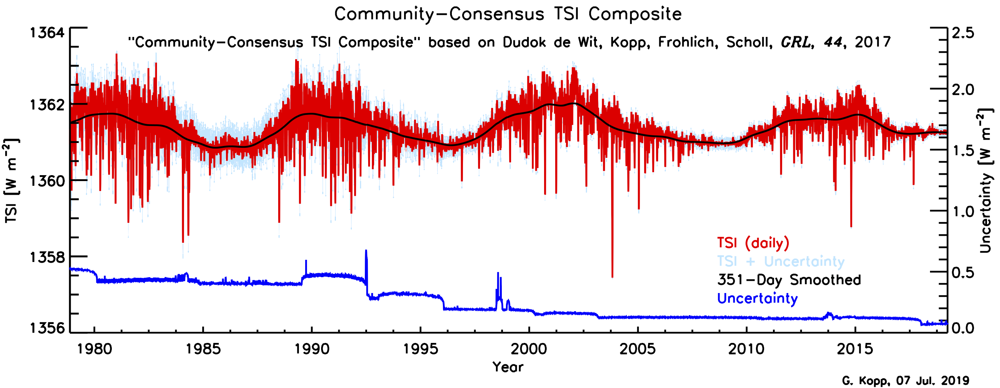 Community-Consensus TSI Composite
"Community-Consensus TSI Composite" based on Dudok de Wit, Kopp, Frohlich, Scholl, GRL, 44, 2017
1364
1362
1360
1358
1356
TSI [W m⁻²]
2.5
2.0
1.5
1.0
0.5
0.0
Uncertainty [W m⁻²]
TSI (daily)
TSI + Uncertainty
351-Day Smoothed
Uncertainty
1980 1985 1990 1995 2000 2005 2010 2015
Year
G. Kopp, 07 Jul. 2019